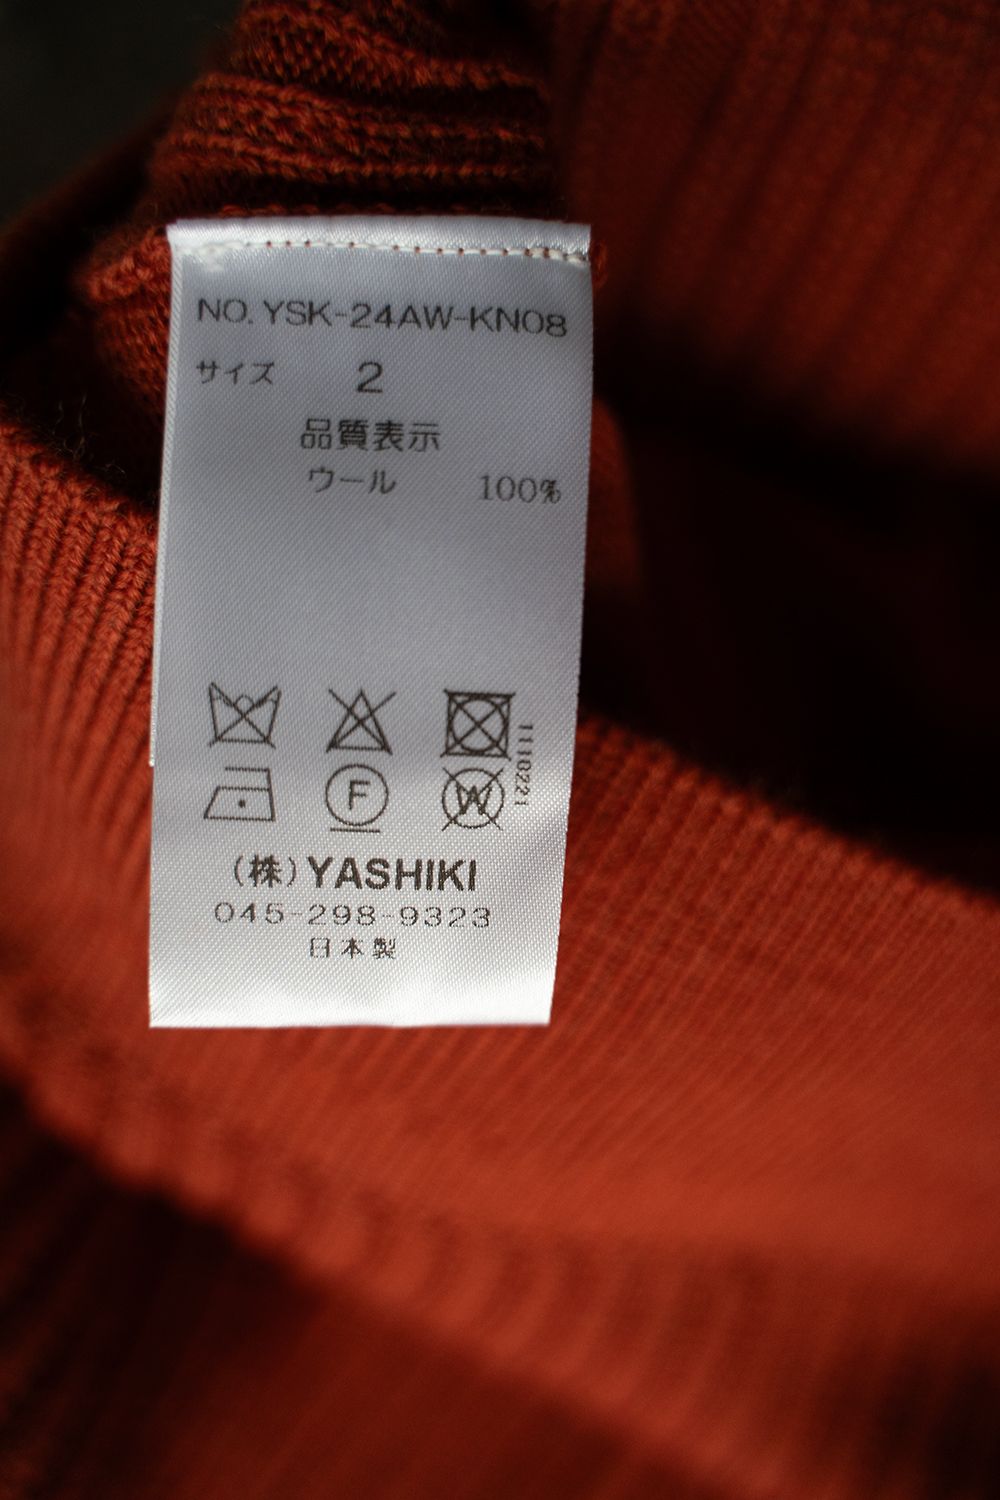 NO.YSK-24AW-KN08
サイズ 2
品質表示
ウール 100%
1110221
F
W
(株)YASHIKI
045-298-9323
日本製